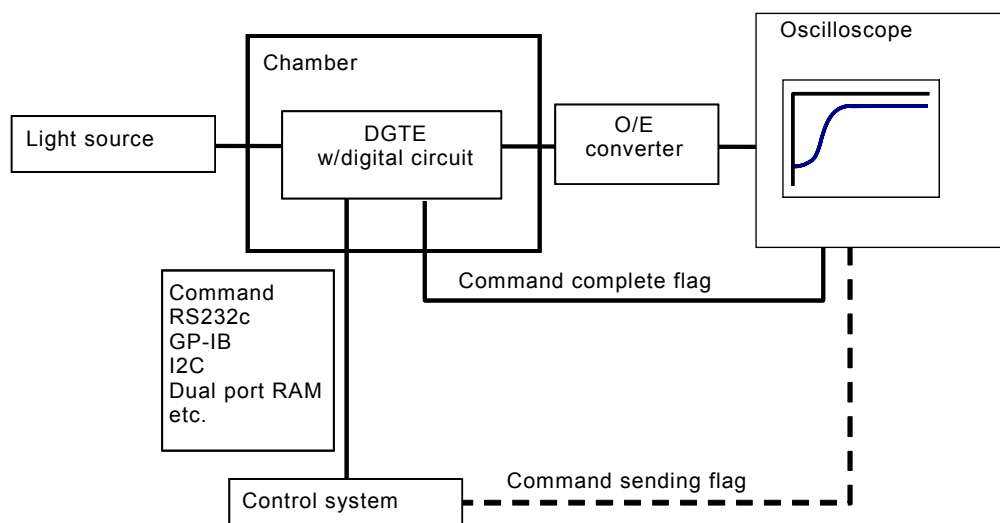 Oscilloscope
Chamber
Light source
DGTE
w/digital circuit
O/E
converter
Command complete flag
Command
RS232c
GP-IB
I2C
Dual port RAM
etc.
Command sending flag
Control system